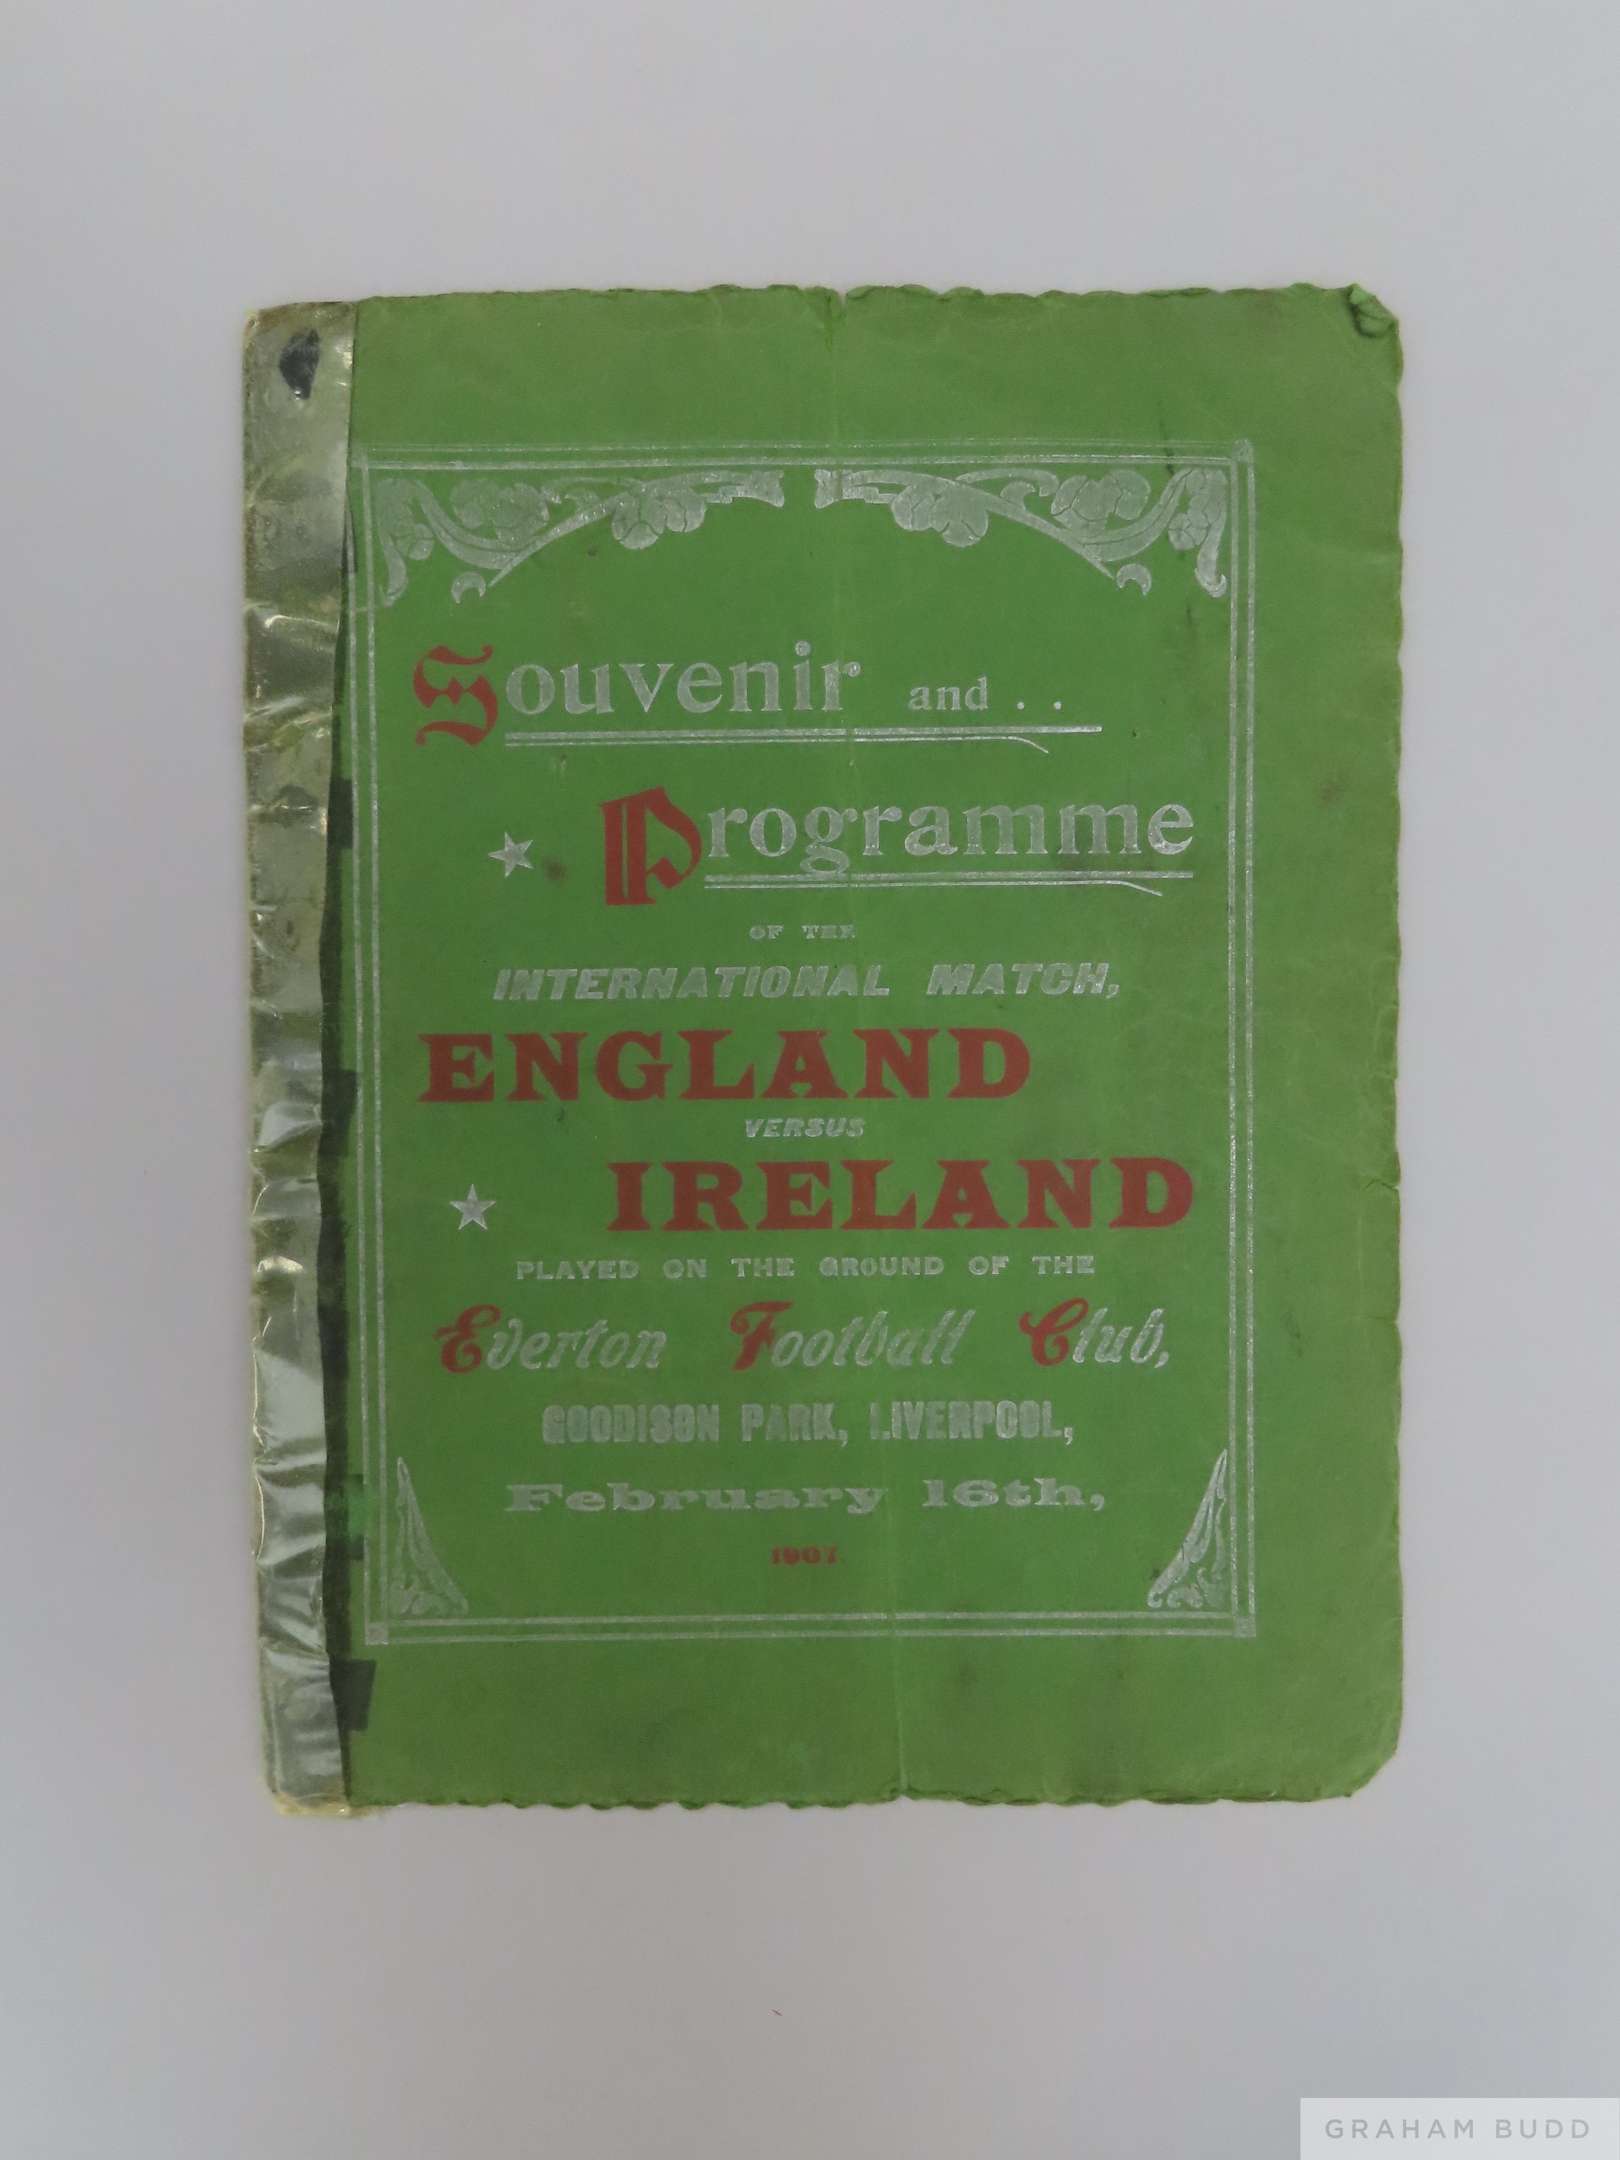 Souvenir and . .
Programme
OF THE
INTERNATIONAL MATCH,
ENGLAND
VERSUS
IRELAND
PLAYED ON THE GROUND OF THE
Everton Football Club,
GOODISON PARK, LIVERPOOL,
February 16th,
1907.
GRAHAM BUDD